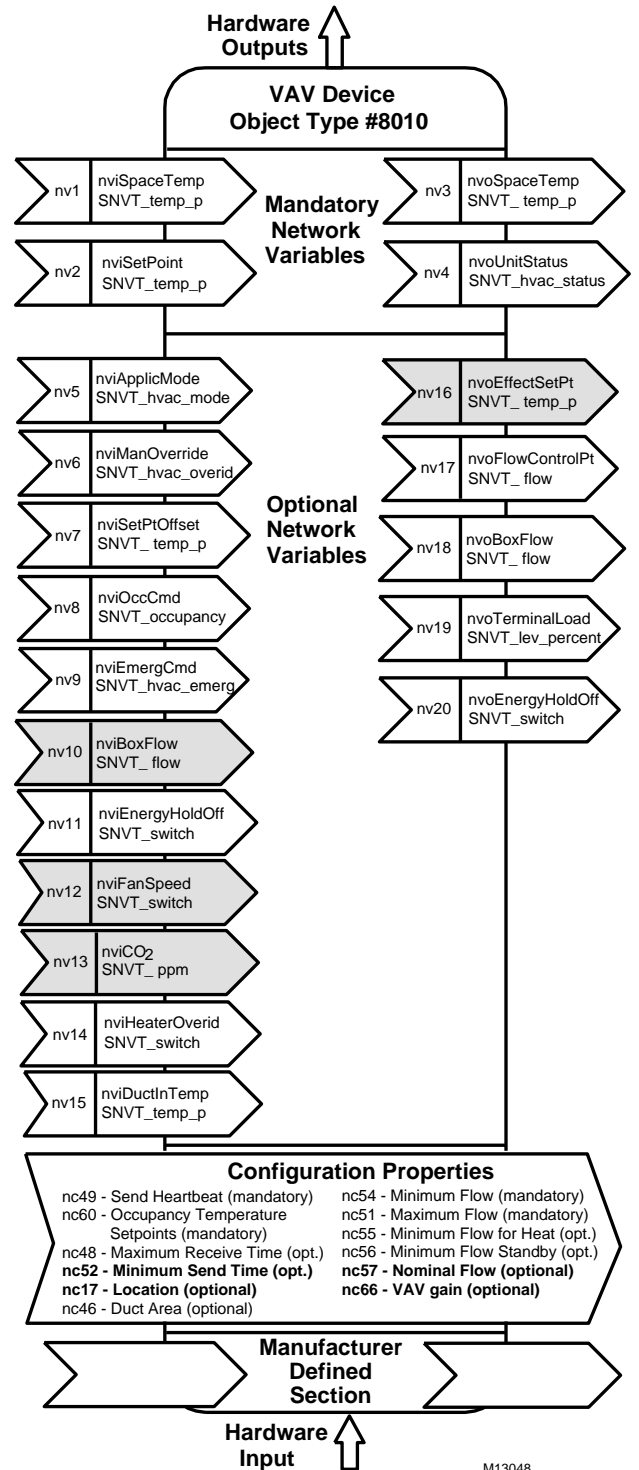 Hardware
Outputs
VAV Device
Object Type #8010
nv1
nviSpaceTemp
SNVT_temp_p
nv2
nviSetPoint
SNVT_temp_p
Mandatory
Network
Variables
nv3
nvoSpaceTemp
SNVT_ temp_p
nv4
nvoUnitStatus
SNVT_hvac_status
nv5
nviApplicMode
SNVT_hvac_mode
nv6
nviManOverride
SNVT_hvac_overid
nv7
nviSetPtOffset
SNVT_ temp_p
nv8
nviOccCmd
SNVT_occupancy
nv9
nviEmergCmd
SNVT_hvac_emerg
nv10
nviBoxFlow
SNVT_ flow
nv11
nviEnergyHoldOff
SNVT_switch
nv12
nviFanSpeed
SNVT_switch
nv13
nviCO2
SNVT_ ppm
nv14
nviHeaterOverid
SNVT_switch
nv15
nviDuctInTemp
SNVT_temp_p
Optional
Network
Variables
nv16
nvoEffectSetPt
SNVT_ temp_p
nv17
nvoFlowControlPt
SNVT_ flow
nv18
nvoBoxFlow
SNVT_ flow
nv19
nvoTerminalLoad
SNVT_lev_percent
nv20
nvoEnergyHoldOff
SNVT_switch
Configuration Properties
nc49 - Send Heartbeat (mandatory)
nc60 - Occupancy Temperature
Setpoints (mandatory)
nc48 - Maximum Receive Time (opt.)
nc52 - Minimum Send Time (opt.)
nc17 - Location (optional)
nc46 - Duct Area (optional)
nc54 - Minimum Flow (mandatory)
nc51 - Maximum Flow (mandatory)
nc55 - Minimum Flow for Heat (opt.)
nc56 - Minimum Flow Standby (opt.)
nc57 - Nominal Flow (optional)
nc66 - VAV gain (optional)
Manufacturer
Defined
Section
Hardware
Input
M13048